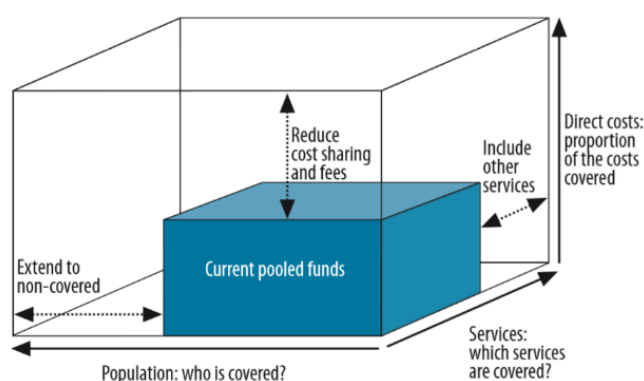 Reduce
cost sharing
and fees
Include
other
services
Direct costs:
proportion
of the costs
covered
Extend to
non-covered
Current pooled funds
Population: who is covered?
Services:
which services
are covered?